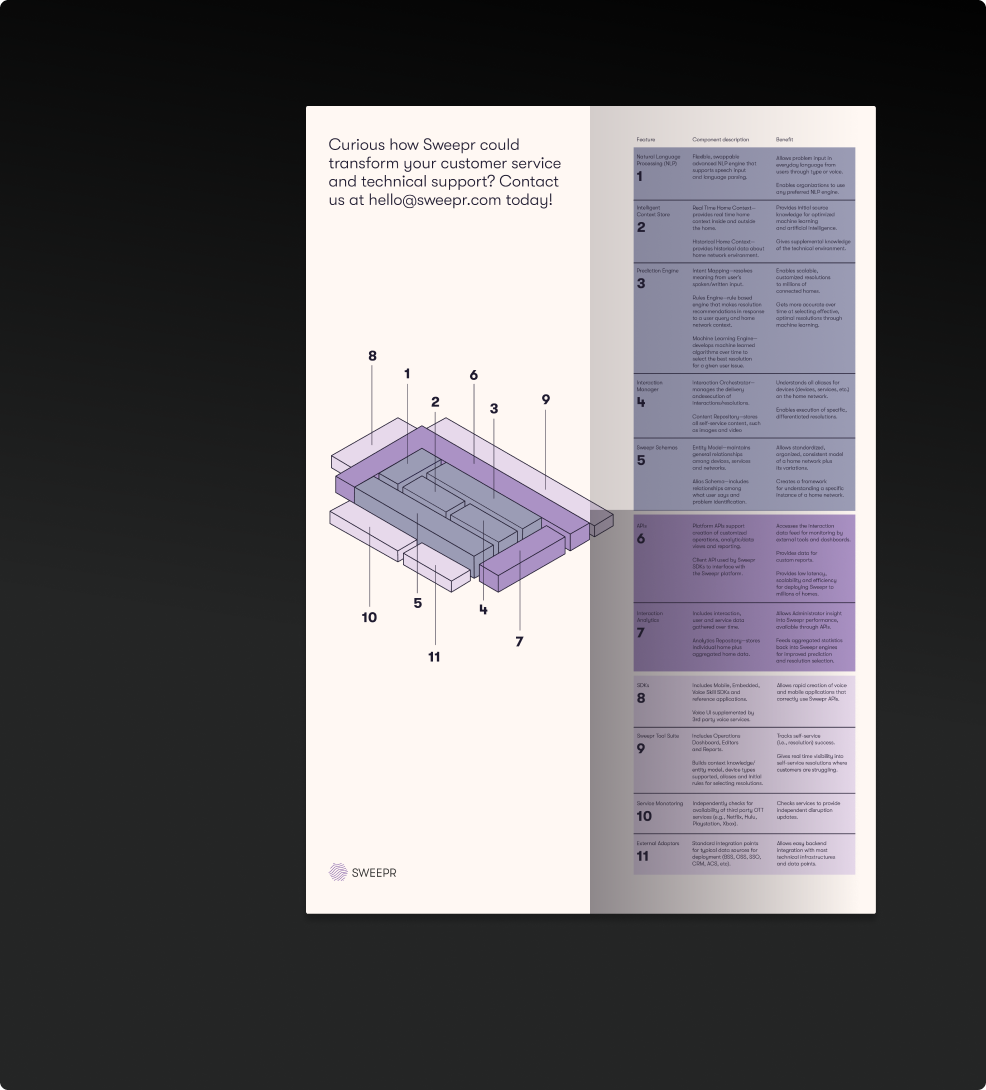 Curious how Sweepr could
transform your customer service
and technical support? Contact
us at hello@sweepr.com today!
8
1
6
2
3
9
5
4
10
7
11
SWEEPR
Feature Component description Benefit
Natural Language
Processing (NLP)
1
Flexible, swappable
advanced NLP engine that
supports speech input
and language parsing.
Allows problem input in
everyday language from
users through type or voice.
Enables organizations to use
any preferred NLP engine.
Intelligent
Context Store
2
Real Time Home Context—
provides real time home
context inside and outside
the home.
Historical Home Context—
provides historical data about
home network environment.
Provides initial source
knowledge for optimized
machine learning
and artificial intelligence.
Gives supplemental knowledge
of the technical environment.
Prediction Engine
3
Intent Mapping—resolves
meaning from user's
spoken/written input.
Rules Engine—rule based
engine that makes resolution
recommendations in response
to a user query and home
network context.
Machine Learning Engine—
develops machine learned
algorithms over time to
select the best resolution
for a given user issue.
Enables scalable,
customized resolutions
to millions of
connected homes.
Gets more accurate over
time at selecting effective,
optimal resolutions through
machine learning.
Interaction
Manager
4
Interaction Orchestrator—
manages the delivery
and execution of
interactions/resolutions.
Content Repository—stores
all self-service content, such
as images and video
Understands all aliases for
devices (devices, services, etc.)
on the home network.
Enables execution of specific,
differentiated resolutions.
Sweepr Schemas
5
Entity Model—maintains
general relationships
among devices, services
and networks.
Alias Schema—includes
relationships among
what user says and
problem identification.
Allows standardized,
organized, consistent model
of a home network plus
its variations.
Creates a framework
for understanding a specific
instance of a home network.
APIs
6
Platform APIs support
creation of customized
operations, analytic/data
views and reporting.
Client API used by Sweepr
SDKs to interface with
the Sweepr platform.
Accesses the interaction
data feed for monitoring by
external tools and dashboards.
Provides data for
custom reports.
Provides low latency,
scalability and efficiency
for deploying Sweepr to
millions of homes.
Interaction
Analytics
7
Includes interaction,
user and service data
gathered over time.
Analytics Repository—stores
individual home plus
aggregated home data.
Allows Administrator insight
into Sweepr performance,
available through APIs.
Feeds aggregated statistics
back into Sweepr engines
for improved prediction
and resolution selection.
SDKs
8
Includes Mobile, Embedded,
Voice Skill SDKs and
reference applications.
Voice UI supplemented by
3rd party voice services.
Allows rapid creation of voice
and mobile applications that
correctly use Sweepr APIs.
Sweepr Tool Suite
9
Includes Operations
Dashboard, Editors
and Reports.
Builds context knowledge/
entity model, device types
supported, aliases and initial
rules for selecting resolutions.
Tracks self-service
(i.e., resolution) success.
Gives real time visibility into
self-service resolutions where
customers are struggling.
Service Monitoring
10
Independently checks for
availability of third party OTT
services (e.g., Netflix, Hulu,
Playstation, Xbox).
Checks services to provide
independent disruption
updates.
External Adaptors
11
Standard integration points
for typical data sources for
deployment (BSS, OSS, SSO,
CRM, ACS, etc).
Allows easy backend
integration with most
technical infrastructures
and data points.